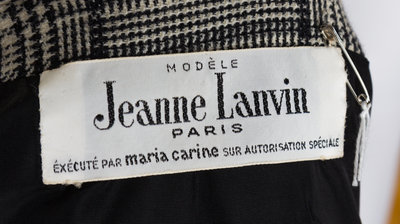 MODÈLE
Jeanne Lanvin
PARIS
EXÉCUTÉ PAR maria carine SUR AUTORISATION SPÉCIALE